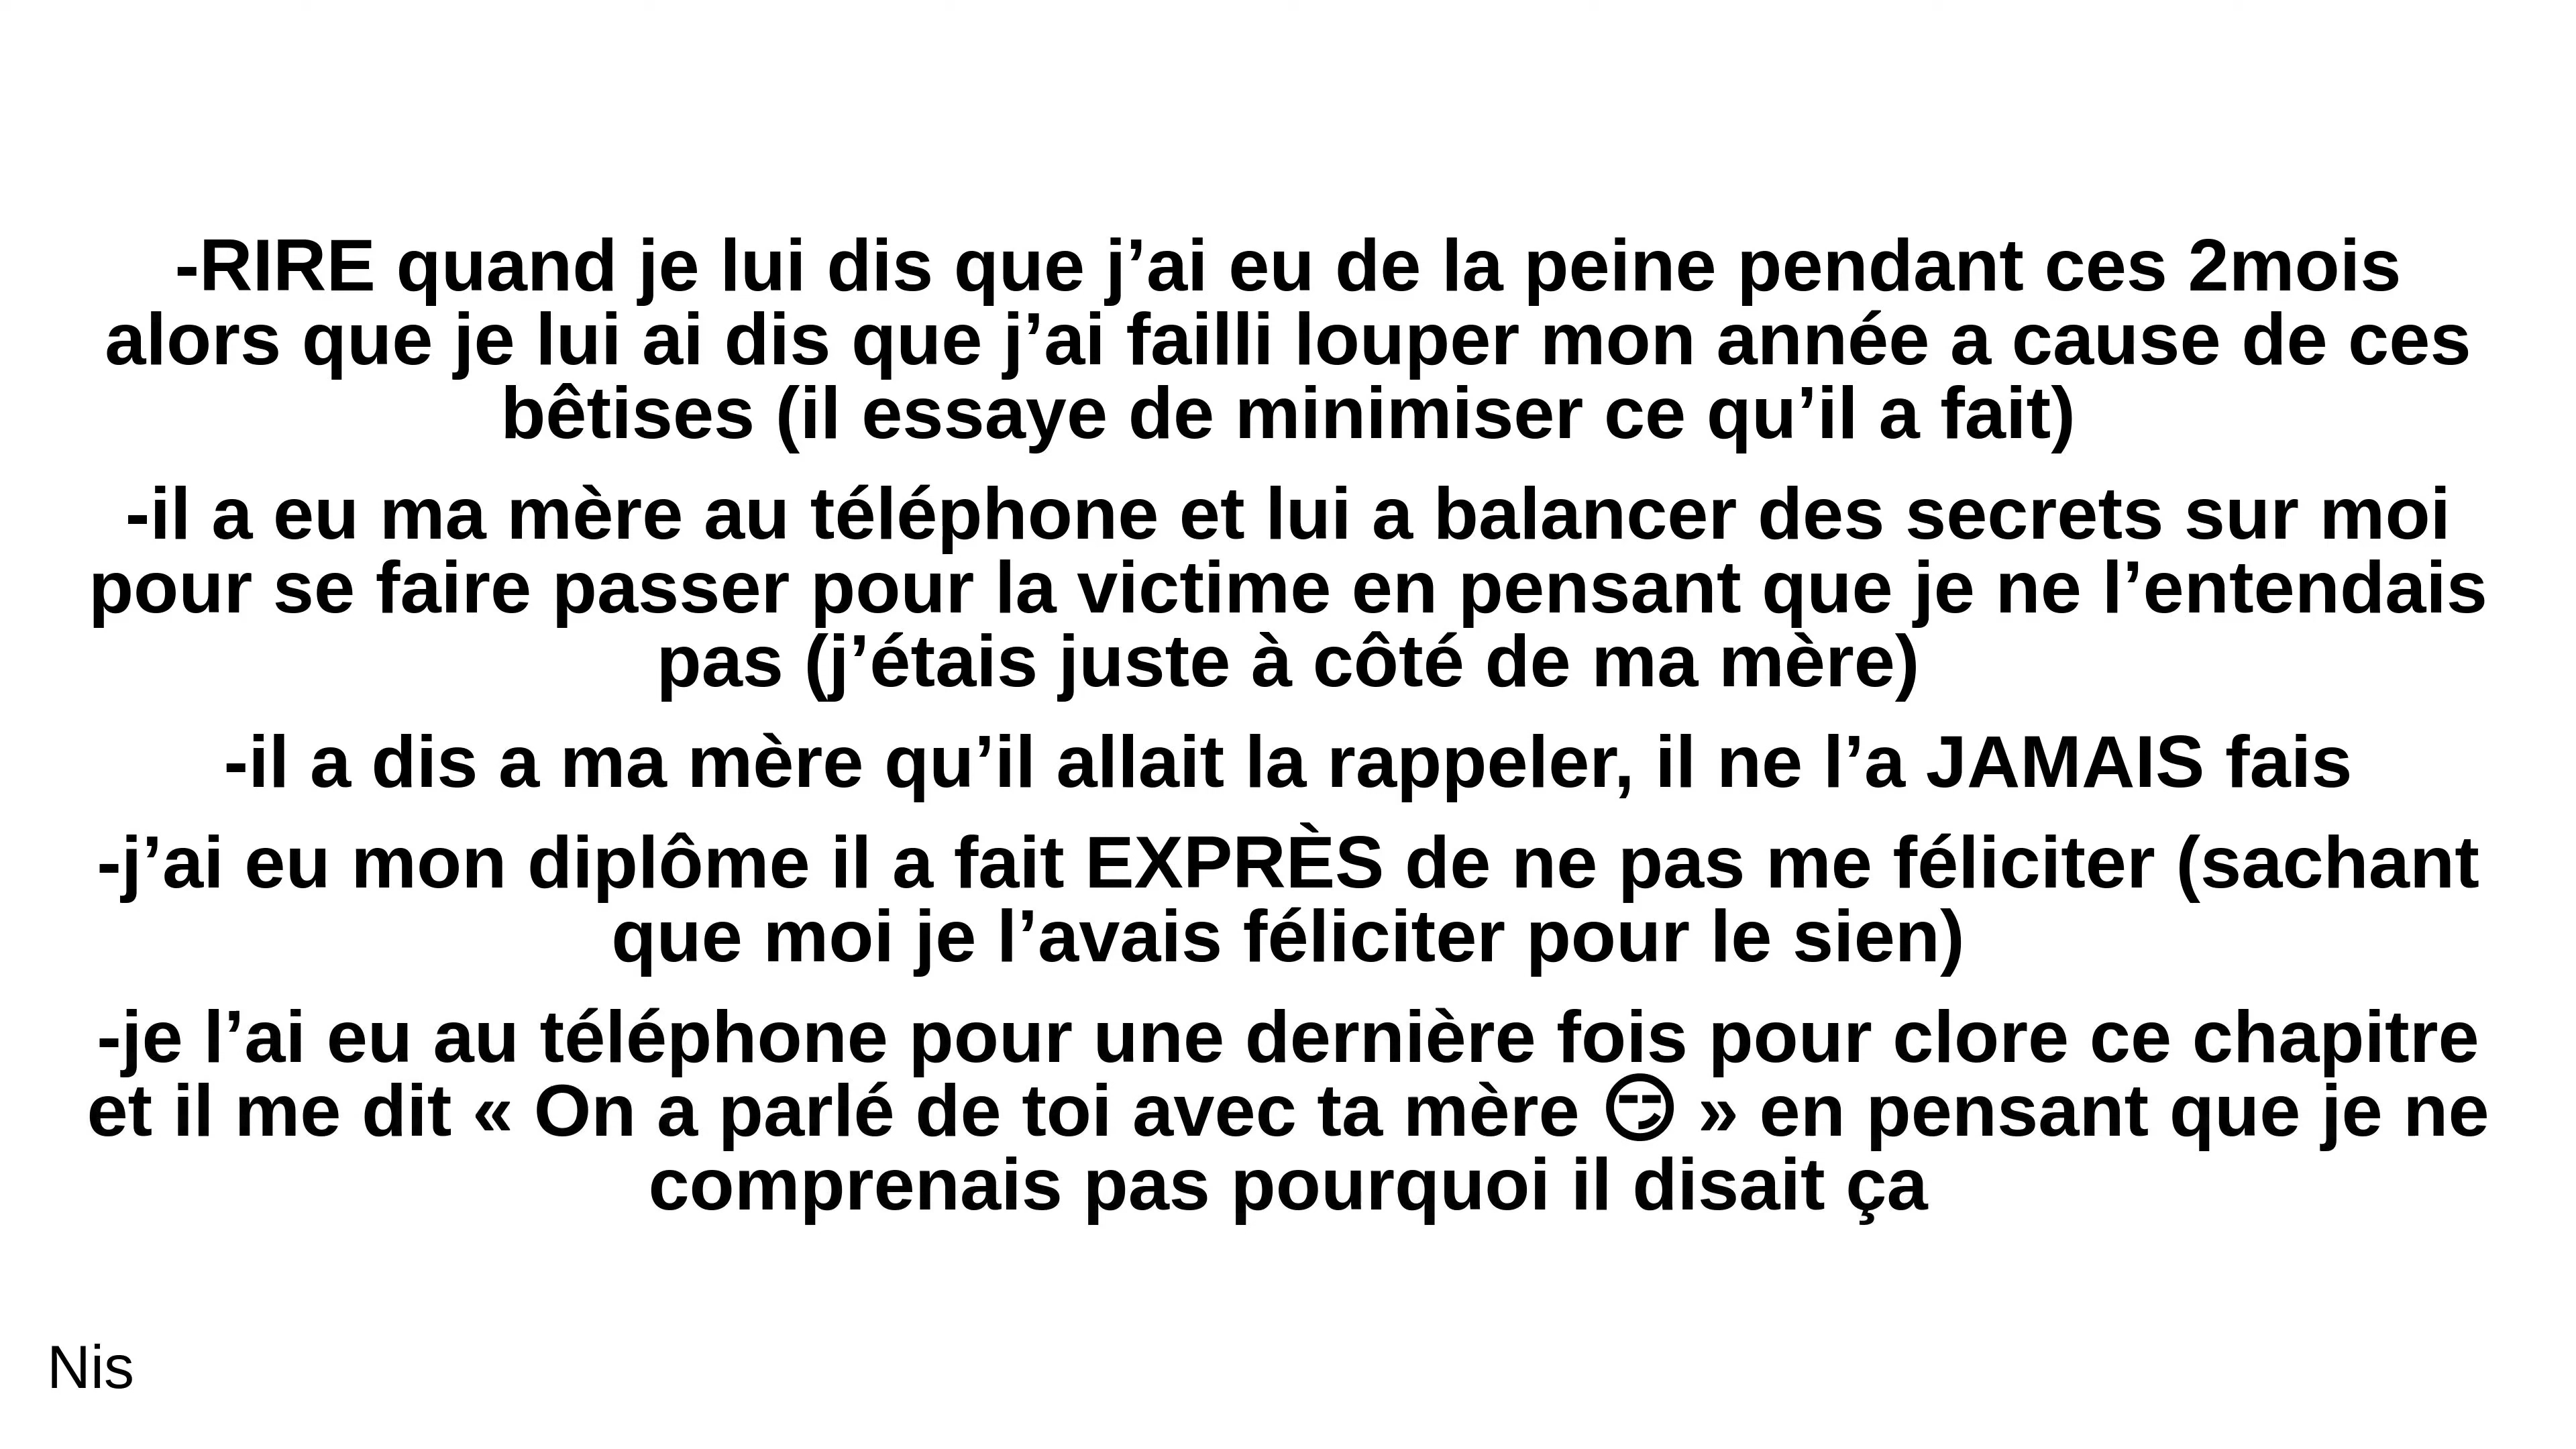 -RIRE quand je lui dis que j’ai eu de la peine pendant ces 2mois
alors que je lui ai dis que j’ai failli louper mon année a cause de ces
bêtises (il essaye de minimiser ce qu’il a fait)
-il a eu ma mère au téléphone et lui a balancer des secrets sur moi
pour se faire passer pour la victime en pensant que je ne l’entendais
pas (j’étais juste à côté de ma mère)
-il a dis a ma mère qu’il allait la rappeler, il ne l’a JAMAIS fais
-j’ai eu mon diplôme il a fait EXPRÈS de ne pas me féliciter (sachant
que moi je l’avais féliciter pour le sien)
-je l’ai eu au téléphone pour une dernière fois pour clore ce chapitre
et il me dit « On a parlé de toi avec ta mère 😏 » en pensant que je ne
comprenais pas pourquoi il disait ça
Nis